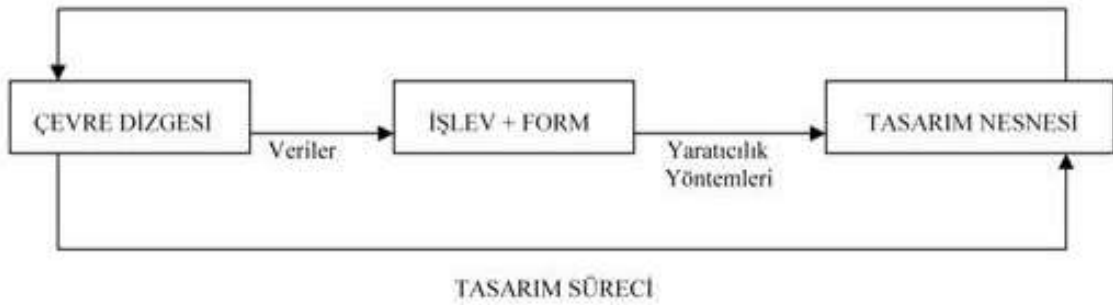 ÇEVRE DİZGESİ
Veriler
İŞLEV + FORM
Yaratıcılık
Yöntemleri
TASARIM NESNESİ
TASARIM SÜRECİ